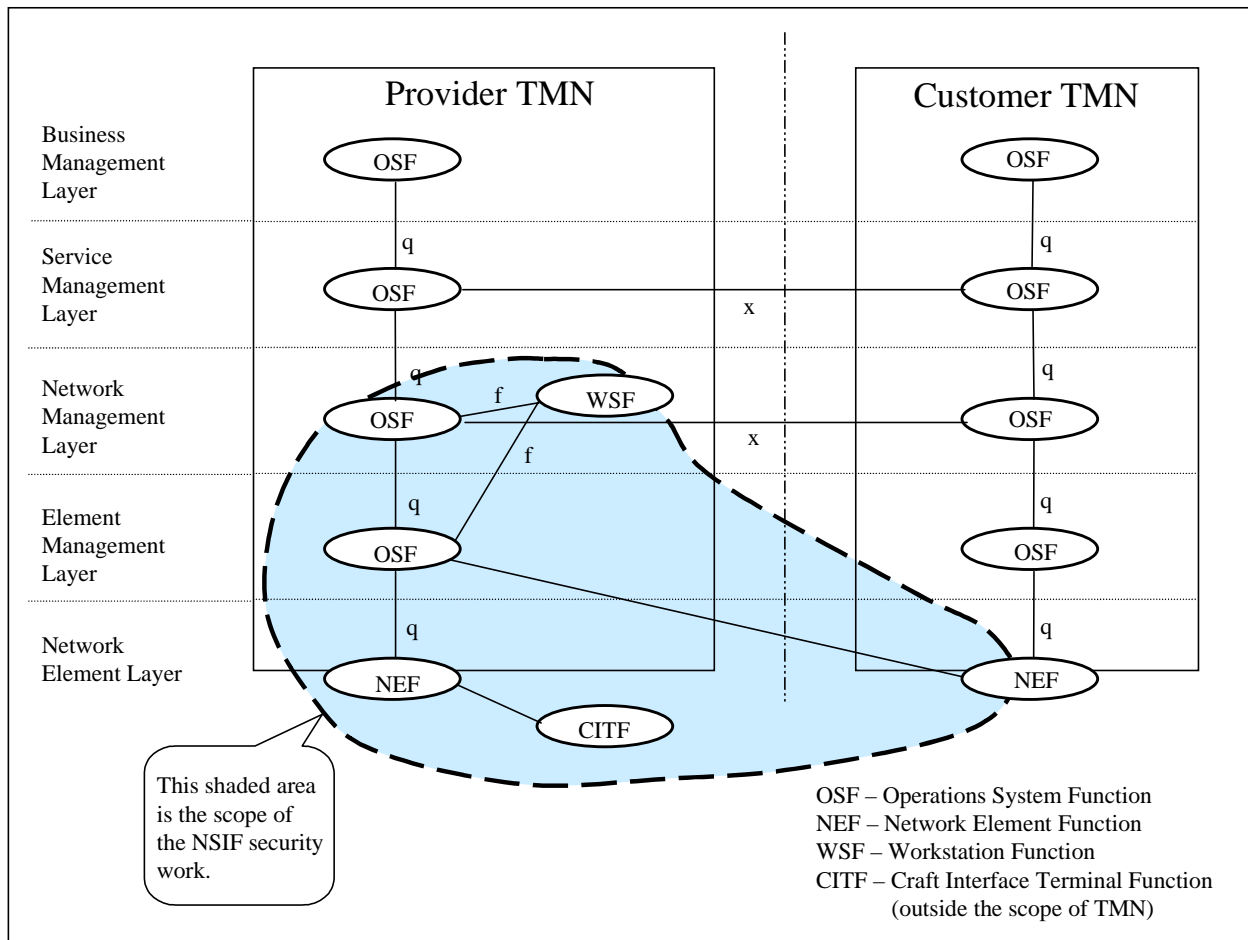 Provider TMN
Customer TMN
Business
Management
Layer
OSF
OSF
q
q
Service
Management
Layer
OSF
OSF
x
q
q
Network
Management
Layer
f
WSF
OSF
OSF
x
f
q
q
Element
Management
Layer
OSF
OSF
q
q
Network
Element Layer
NEF
NEF
CITF
This shaded area
is the scope of
the NSIF security
work.
OSF – Operations System Function
NEF – Network Element Function
WSF – Workstation Function
CITF – Craft Interface Terminal Function
(outside the scope of TMN)